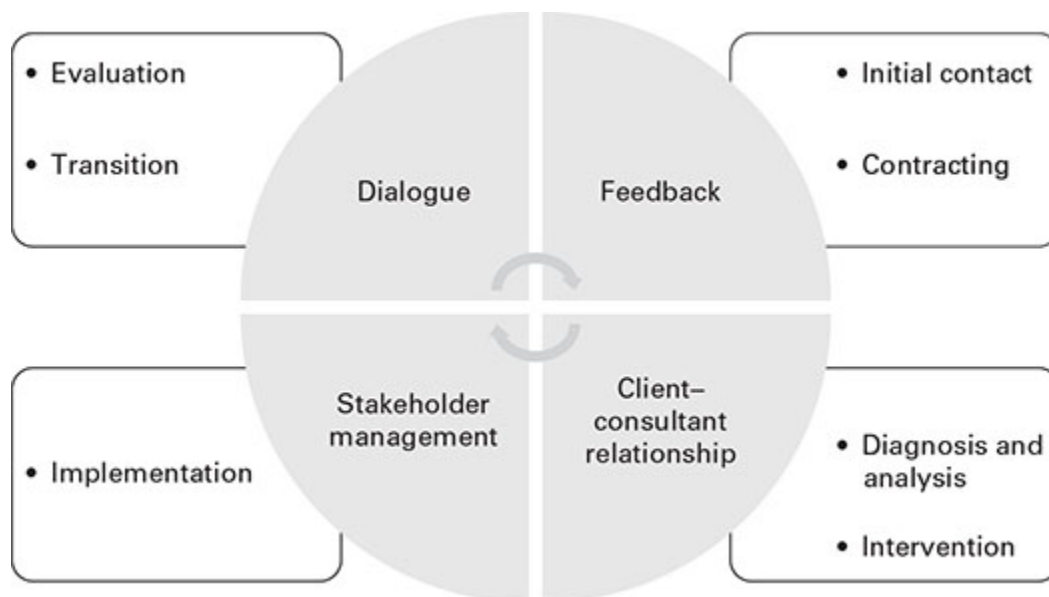 • Evaluation
• Transition
Dialogue
Feedback
• Initial contact
• Contracting
Stakeholder
management
Client–
consultant
relationship
• Implementation
• Diagnosis and
analysis
• Intervention